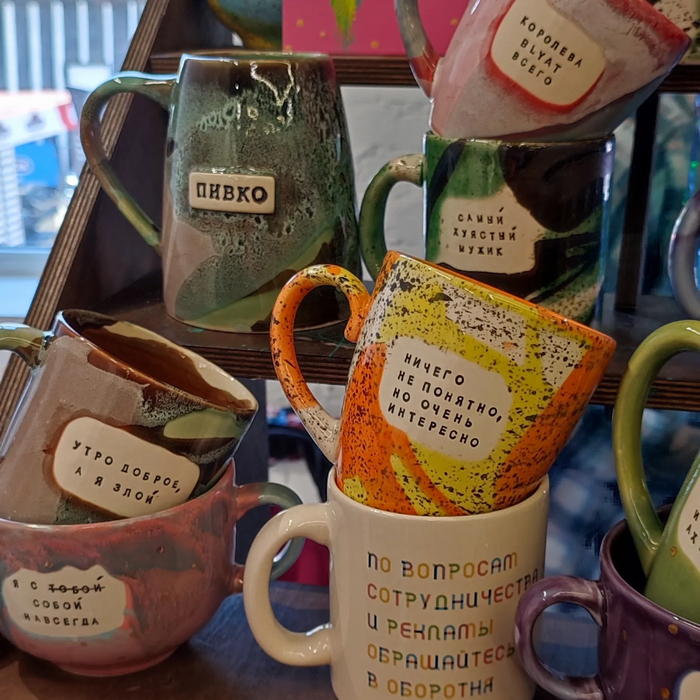 КОРОЛЕВА
BLYAT
ВСЕГО
ПИВКО
САМЫЙ
ХУЯСТЫЙ
МУЖИК
НИЧЕГО
НЕ ПОНЯТНО,
НО ОЧЕНЬ
ИНТЕРЕСНО
УТРО ДОБРОЕ,
А Я ЗЛОЙ
Я С ТОБОЙ
СОБОЙ
НАВСЕГДА
ПО ВОПРОСАМ
СОТРУДНИЧЕСТВА
И РЕКЛАМЫ
ОБРАЩАЙТЕСЬ
В ОБОРОТНЯ